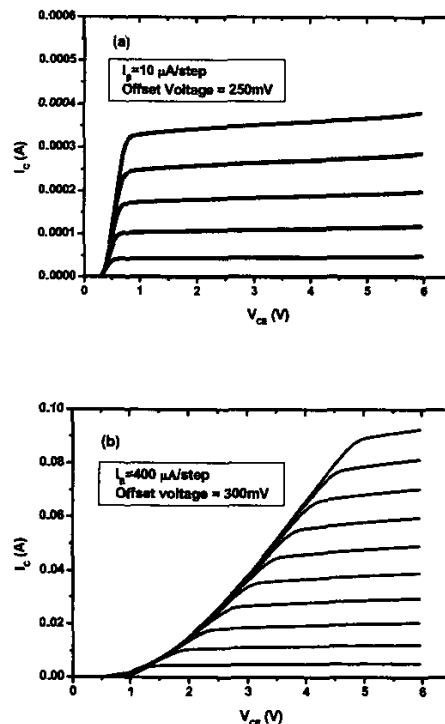 (a)
I_B=10 μA/step
Offset Voltage = 250mV
0.0006
0.0005
0.0004
0.0003
0.0002
0.0001
0.0000
I_C (A)
0 1 2 3 4 5 6
V_CE (V)
(b)
I_B=400 μA/step
Offset voltage = 300mV
0.10
0.08
0.06
0.04
0.02
0.00
I_C (A)
0 1 2 3 4 5 6
V_CE (V)